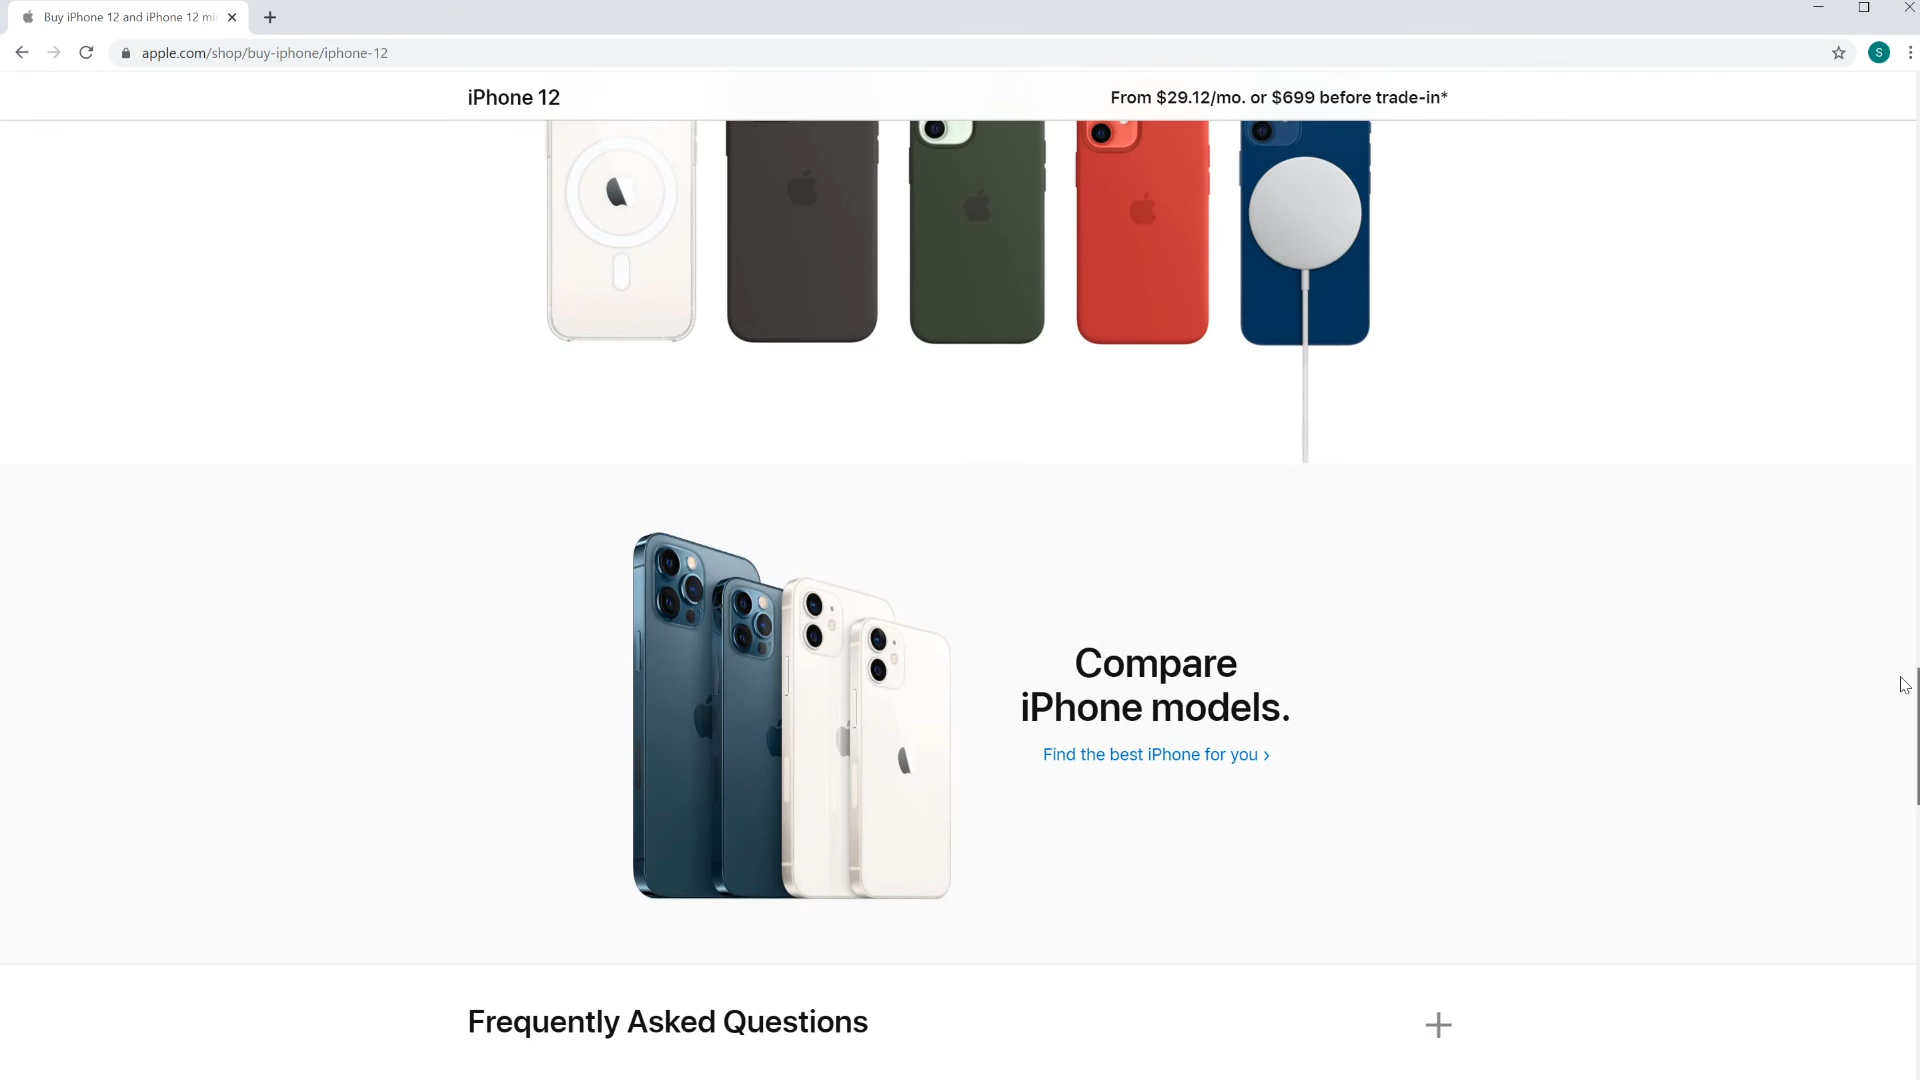 Buy iPhone 12 and iPhone 12 mi
apple.com/shop/buy-iphone/iphone-12
S
iPhone 12
From $29.12/mo. or $699 before trade-in*
Compare
iPhone models.
Find the best iPhone for you ›
Frequently Asked Questions